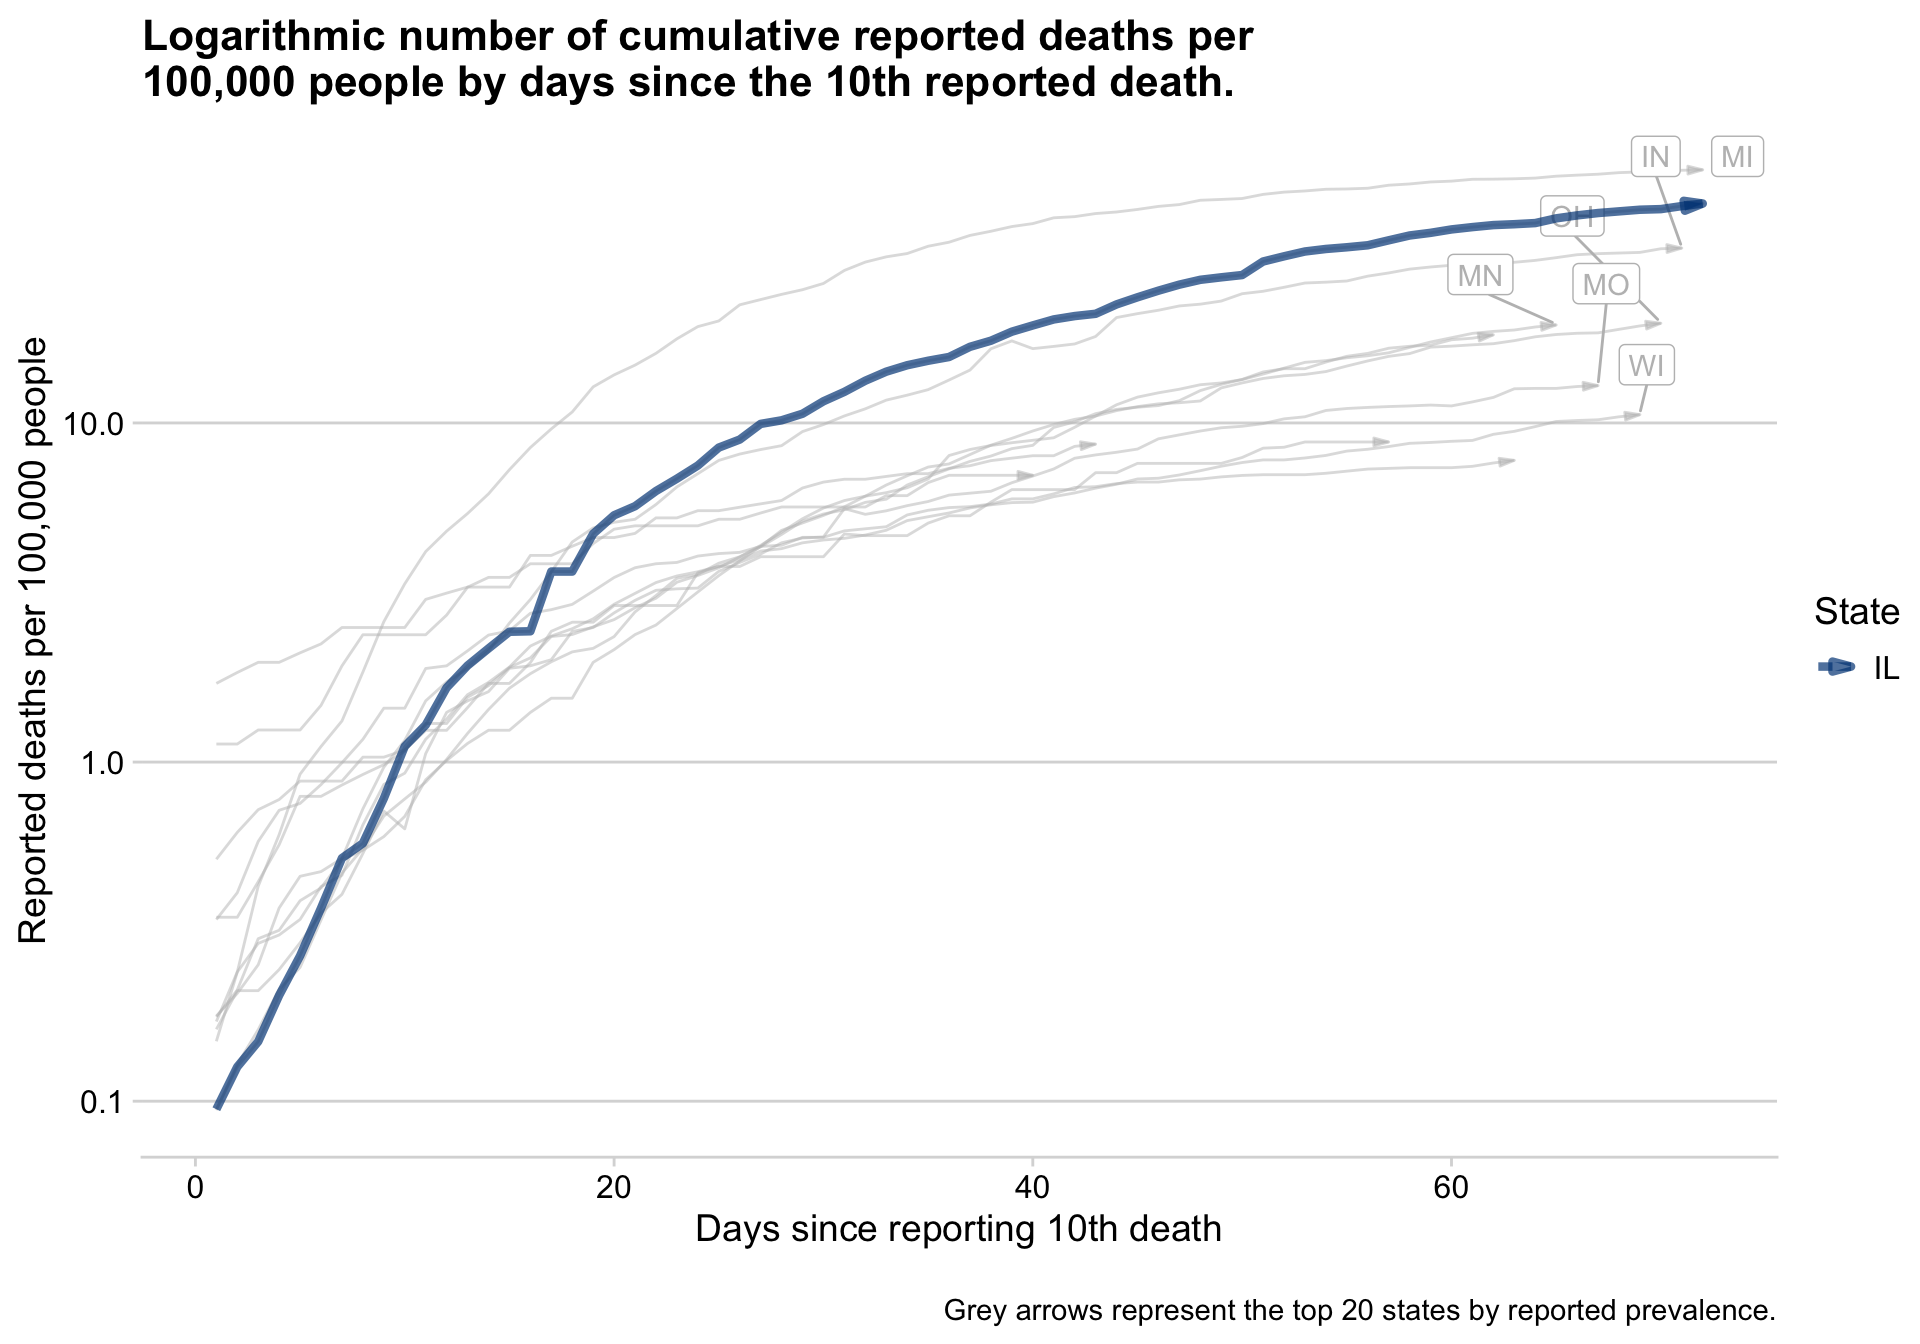 Logarithmic number of cumulative reported deaths per
100,000 people by days since the 10th reported death.
Reported deaths per 100,000 people
10.0
1.0
0.1
IN
MI
OH
MN
MO
WI
State
IL
0
20
40
60
Days since reporting 10th death
Grey arrows represent the top 20 states by reported prevalence.